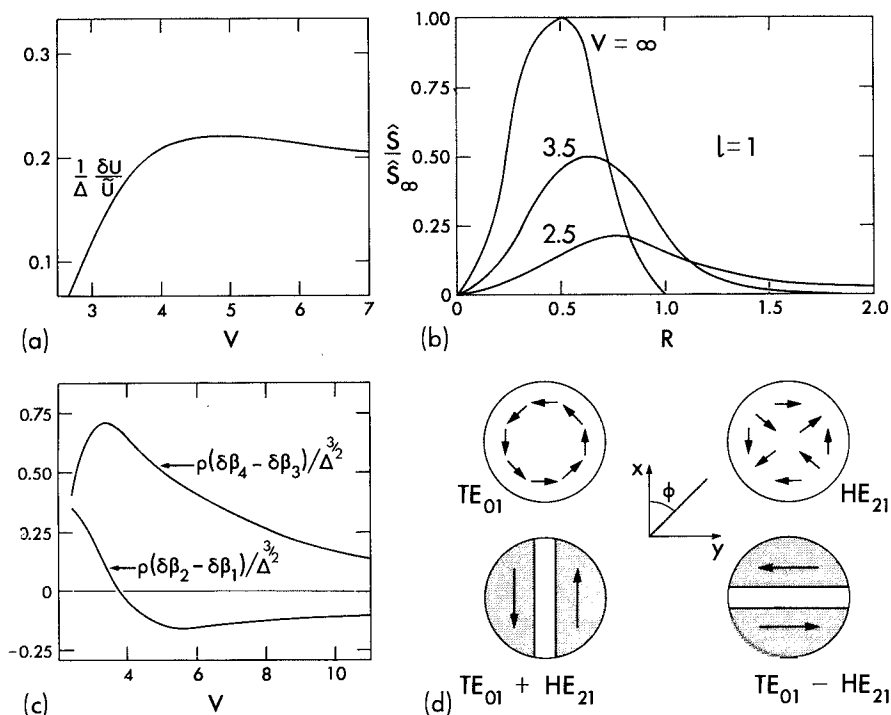 0.3
0.2
0.1
1/Δ δU/Ũ
3 4 5 6 7
(a) V
1.00
0.75
0.50
0.25
0
Ŝ/Ŝ∞
V = ∞
3.5
2.5
l=1
0 0.5 1.0 1.5 2.0
(b) R
0.75
0.50
0.25
0
-0.25
ρ(δβ₄ − δβ₃)/Δ^3/2
ρ(δβ₂ − δβ₁)/Δ^3/2
4 6 8 10
(c) V
TE₀₁
x
ϕ
y
HE₂₁
TE₀₁ + HE₂₁
TE₀₁ − HE₂₁
(d)